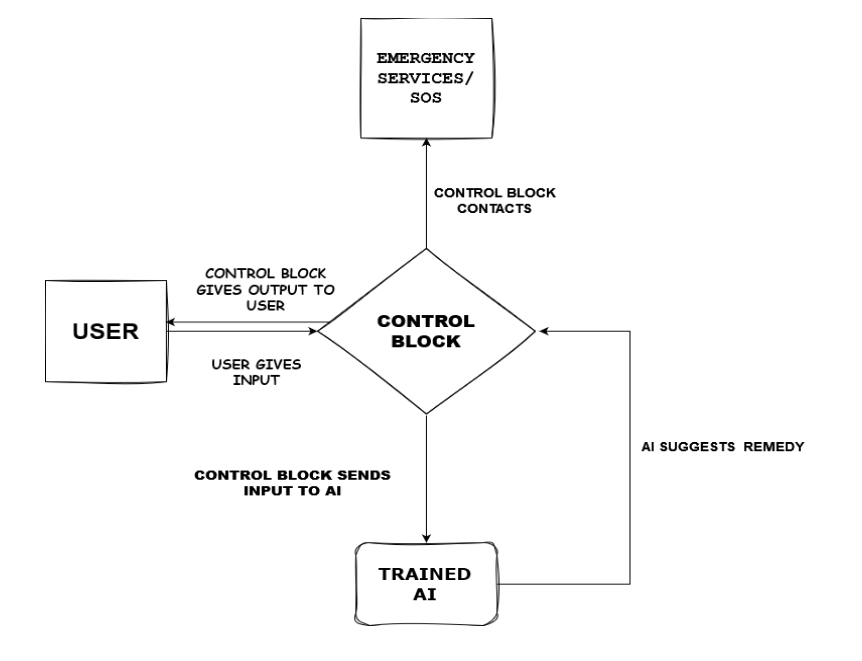 EMERGENCY
SERVICES/
SOS
CONTROL BLOCK
CONTACTS
CONTROL BLOCK
GIVES OUTPUT TO
USER
USER
CONTROL
BLOCK
USER GIVES
INPUT
AI SUGGESTS REMEDY
CONTROL BLOCK SENDS
INPUT TO AI
TRAINED
AI